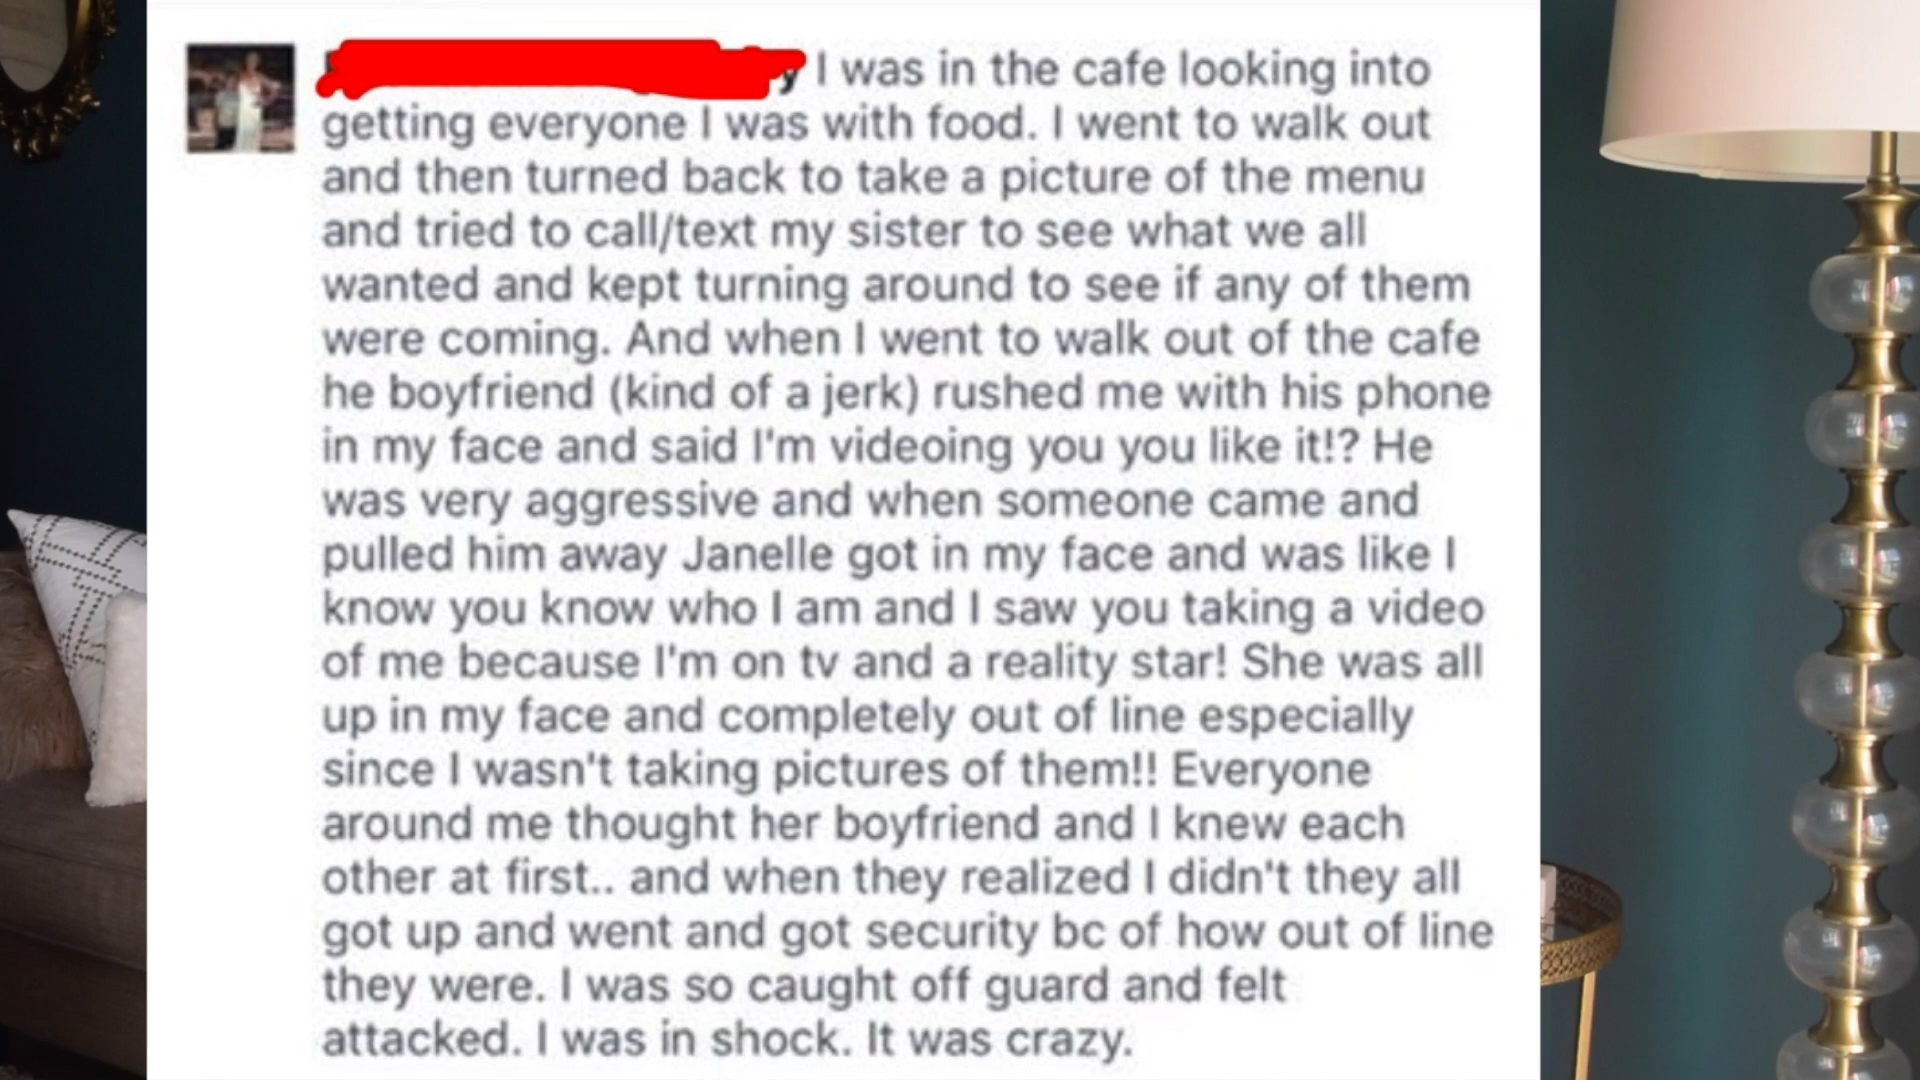 y I was in the cafe looking into
getting everyone I was with food. I went to walk out
and then turned back to take a picture of the menu
and tried to call/text my sister to see what we all
wanted and kept turning around to see if any of them
were coming. And when I went to walk out of the cafe
he boyfriend (kind of a jerk) rushed me with his phone
in my face and said I'm videoing you you like it!? He
was very aggressive and when someone came and
pulled him away Janelle got in my face and was like I
know you know who I am and I saw you taking a video
of me because I'm on tv and a reality star! She was all
up in my face and completely out of line especially
since I wasn't taking pictures of them!! Everyone
around me thought her boyfriend and I knew each
other at first.. and when they realized I didn't they all
got up and went and got security bc of how out of line
they were. I was so caught off guard and felt
attacked. I was in shock. It was crazy.